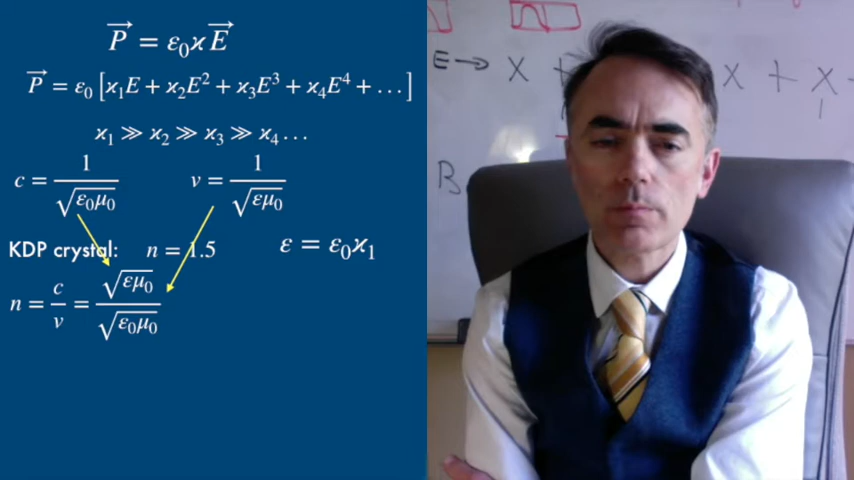 P⃗ = ε₀ϰE⃗
P⃗ = ε₀[ϰ₁E + ϰ₂E² + ϰ₃E³ + ϰ₄E⁴ + ...]
ϰ₁ ≫ ϰ₂ ≫ ϰ₃ ≫ ϰ₄...
c = 1/√(ε₀μ₀) v = 1/√(εμ₀)
KDP crystal: n = 1.5 ε = ε₀ϰ₁
n = c/v = √(εμ₀)/√(ε₀μ₀)
E → X + X + X
B